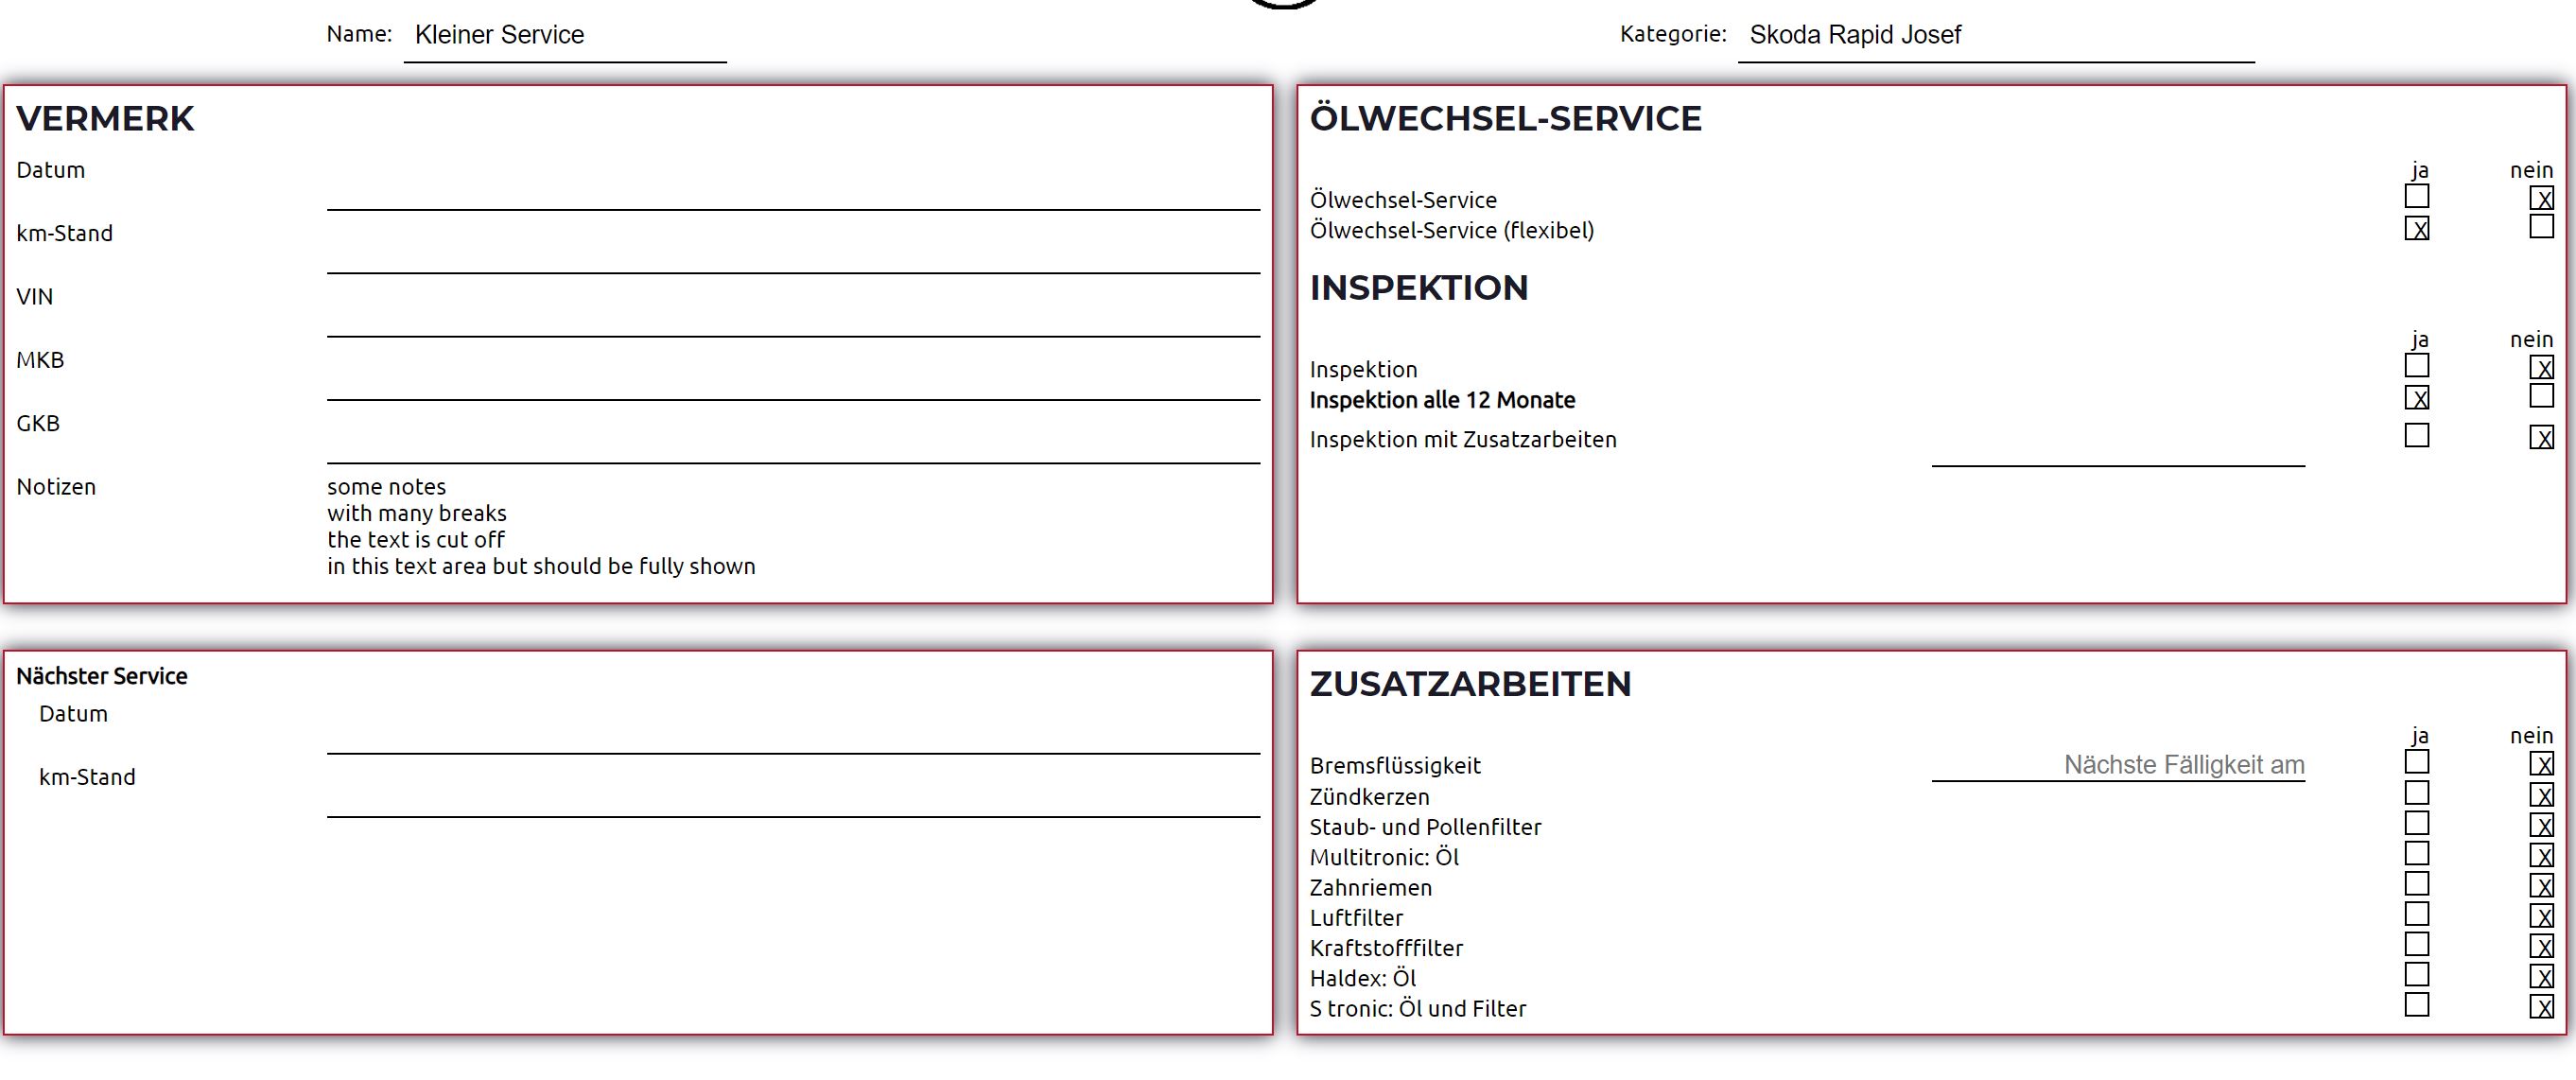 Name: Kleiner Service
Kategorie: Skoda Rapid Josef
VERMERK
Datum
km-Stand
VIN
MKB
GKB
Notizen some notes
with many breaks
the text is cut off
in this text area but should be fully shown
ÖLWECHSEL-SERVICE
ja nein
Ölwechsel-Service X
Ölwechsel-Service (flexibel) X
INSPEKTION
ja nein
Inspektion X
Inspektion alle 12 Monate X
Inspektion mit Zusatzarbeiten X
Nächster Service
Datum
km-Stand
ZUSATZARBEITEN
ja nein
Bremsflüssigkeit Nächste Fälligkeit am X
Zündkerzen X
Staub- und Pollenfilter X
Multitronic: Öl X
Zahnriemen X
Luftfilter X
Kraftstofffilter X
Haldex: Öl X
S tronic: Öl und Filter X